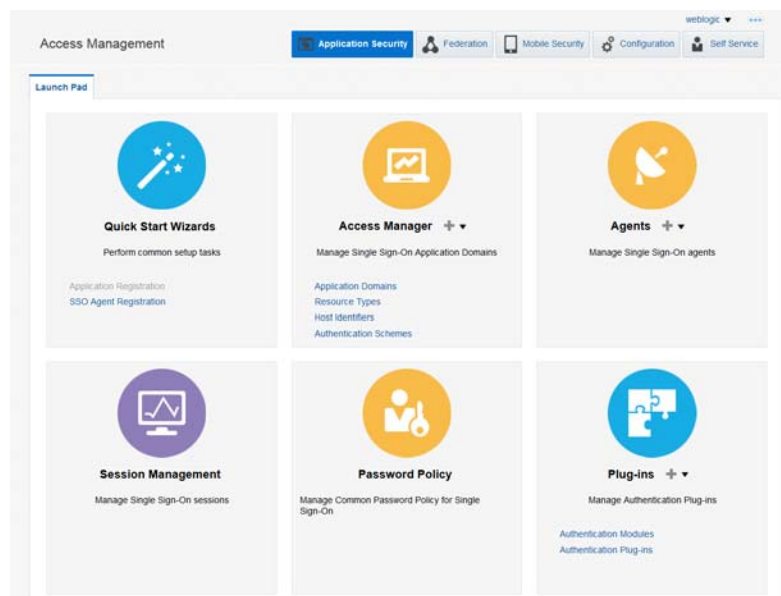 weblogic
Access Management
Application Security
Federation
Mobile Security
Configuration
Self Service
Launch Pad
Quick Start Wizards
Perform common setup tasks
Application Registration
SSO Agent Registration
Access Manager
Manage Single Sign-On Application Domains
Application Domains
Resource Types
Host Identifiers
Authentication Schemes
Agents
Manage Single Sign-On agents
Session Management
Manage Single Sign-On sessions
Password Policy
Manage Common Password Policy for Single
Sign-On
Plug-ins
Manage Authentication Plug-ins
Authentication Modules
Authentication Plug-ins